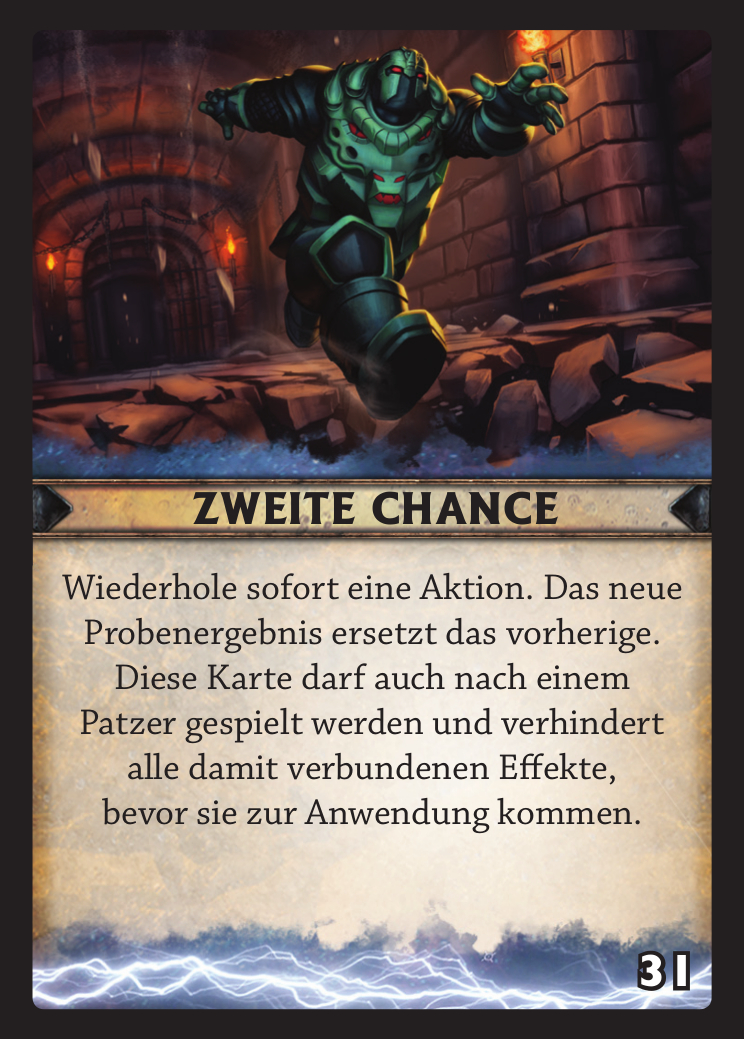 ZWEITE CHANCE
Wiederhole sofort eine Aktion. Das neue
Probenergebnis ersetzt das vorherige.
Diese Karte darf auch nach einem
Patzer gespielt werden und verhindert
alle damit verbundenen Effekte,
bevor sie zur Anwendung kommen.
31